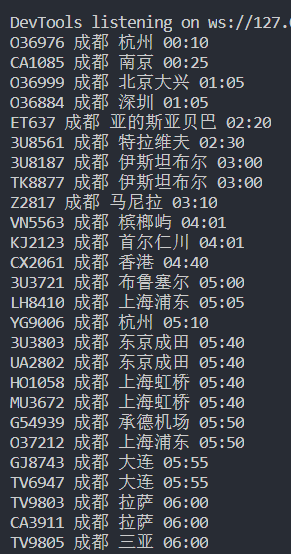 DevTools listening on ws://127.
O36976 成都 杭州 00:10
CA1085 成都 南京 00:25
O36999 成都 北京大兴 01:05
O36884 成都 深圳 01:05
ET637 成都 亚的斯亚贝巴 02:20
3U8561 成都 特拉维夫 02:30
3U8187 成都 伊斯坦布尔 03:00
TK8877 成都 伊斯坦布尔 03:00
Z2817 成都 马尼拉 03:10
VN5563 成都 槟榔屿 04:01
KJ2123 成都 首尔仁川 04:01
CX2061 成都 香港 04:40
3U3721 成都 布鲁塞尔 05:00
LH8410 成都 上海浦东 05:05
YG9006 成都 杭州 05:10
3U3803 成都 东京成田 05:40
UA2802 成都 东京成田 05:40
HO1058 成都 上海虹桥 05:40
MU3672 成都 上海虹桥 05:40
G54939 成都 承德机场 05:50
O37212 成都 上海浦东 05:50
GJ8743 成都 大连 05:55
TV6947 成都 大连 05:55
TV9803 成都 拉萨 06:00
CA3911 成都 拉萨 06:00
TV9805 成都 三亚 06:00